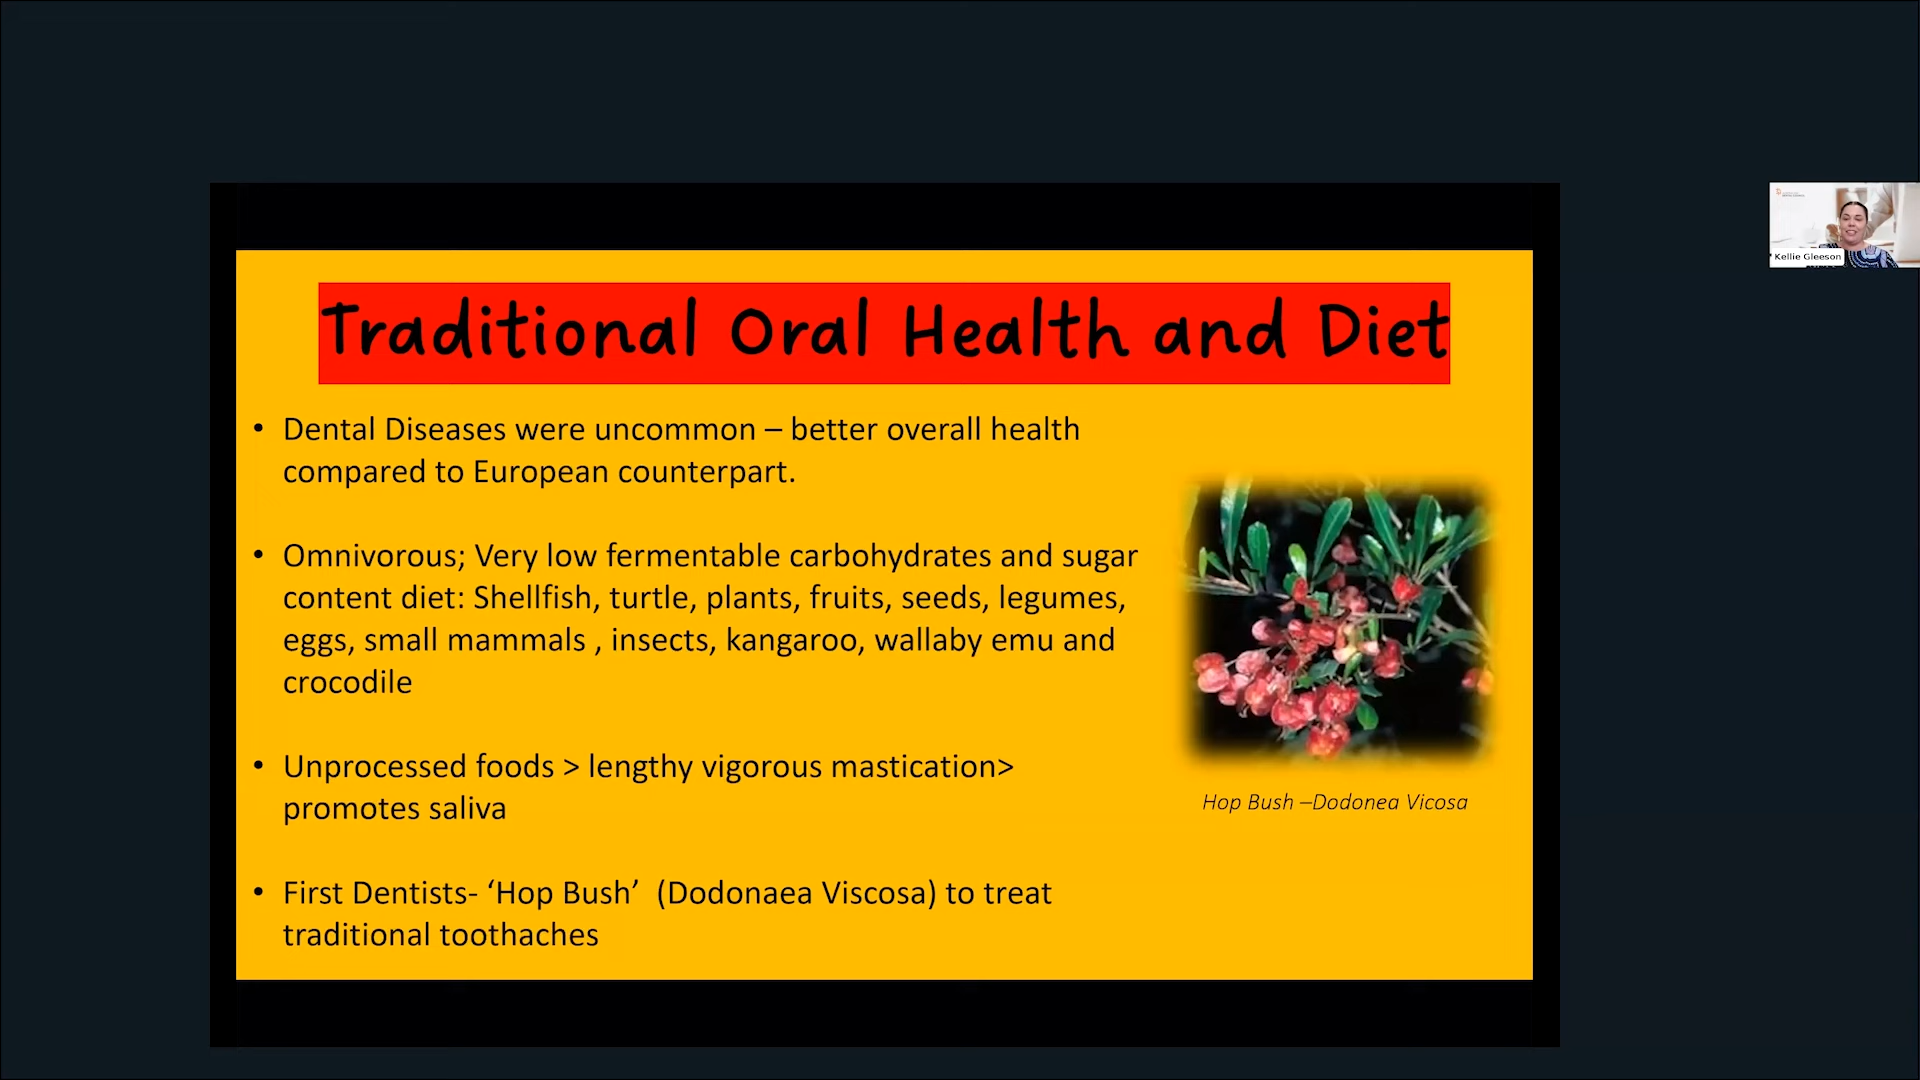 Traditional Oral Health and Diet
• Dental Diseases were uncommon – better overall health
compared to European counterpart.
• Omnivorous; Very low fermentable carbohydrates and sugar
content diet: Shellfish, turtle, plants, fruits, seeds, legumes,
eggs, small mammals , insects, kangaroo, wallaby emu and
crocodile
• Unprocessed foods > lengthy vigorous mastication>
promotes saliva
• First Dentists- ‘Hop Bush’  (Dodonaea Viscosa) to treat
traditional toothaches
Hop Bush –Dodonea Vicosa
Kellie Gleeson